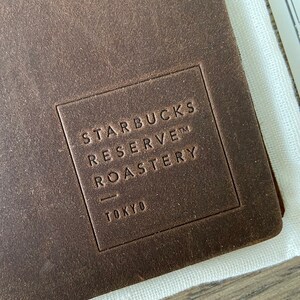 STARBUCKS
RESERVE™
ROASTERY
—
TOKYO